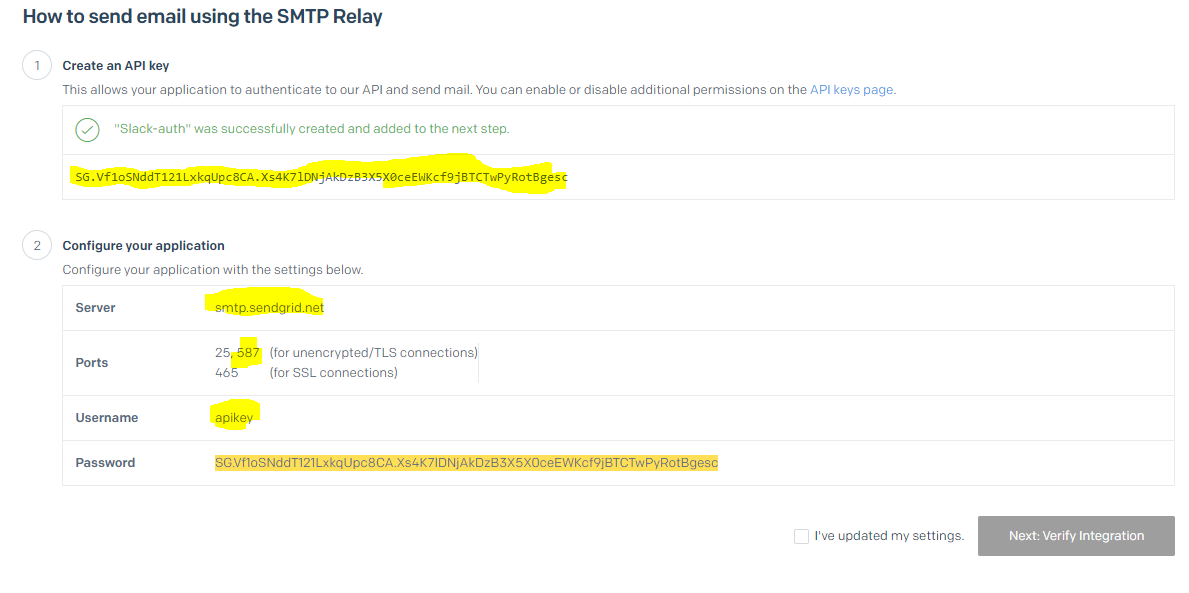 How to send email using the SMTP Relay
1
Create an API key
This allows your application to authenticate to our API and send mail. You can enable or disable additional permissions on the API keys page.
"Slack-auth" was successfully created and added to the next step.
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
2
Configure your application
Configure your application with the settings below.
Server smtp.sendgrid.net
Ports
25, 587 (for unencrypted/TLS connections)
465 (for SSL connections)
Username apikey
Password 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
I've updated my settings. Next: Verify Integration